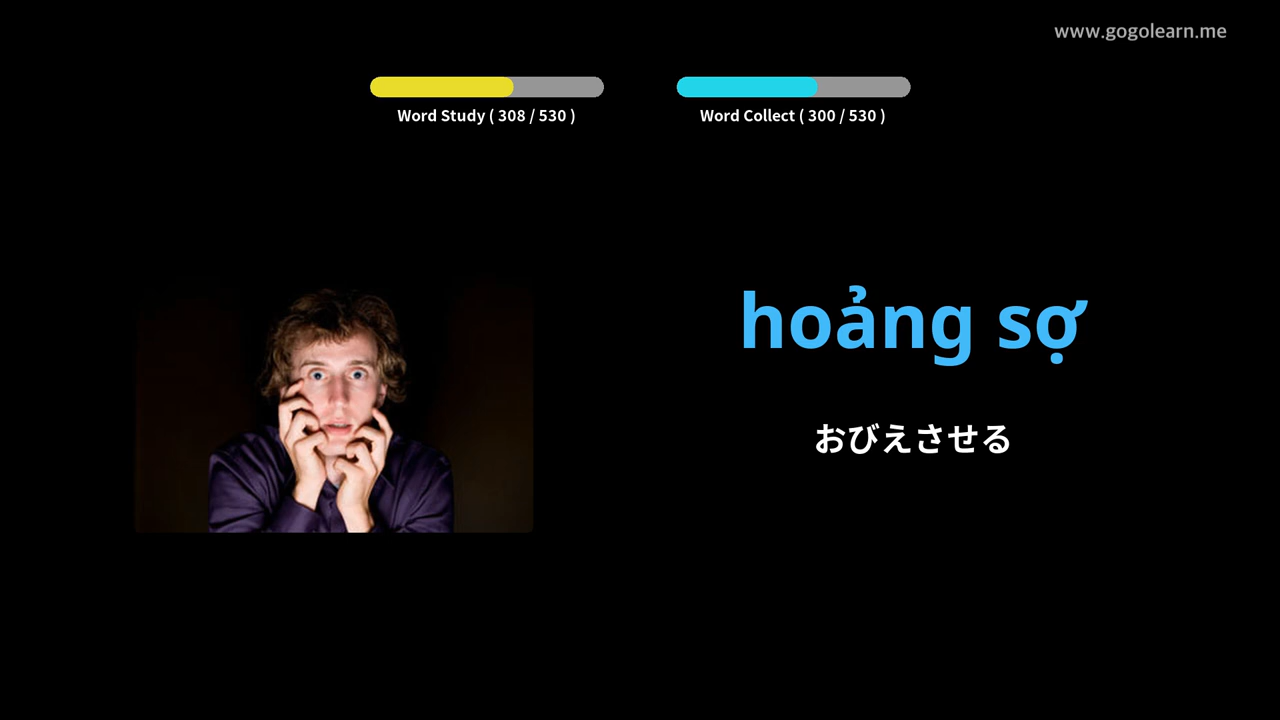 www.gogolearn.me
Word Study ( 308 / 530 )
Word Collect ( 300 / 530 )
hoảng sợ
おびえさせる